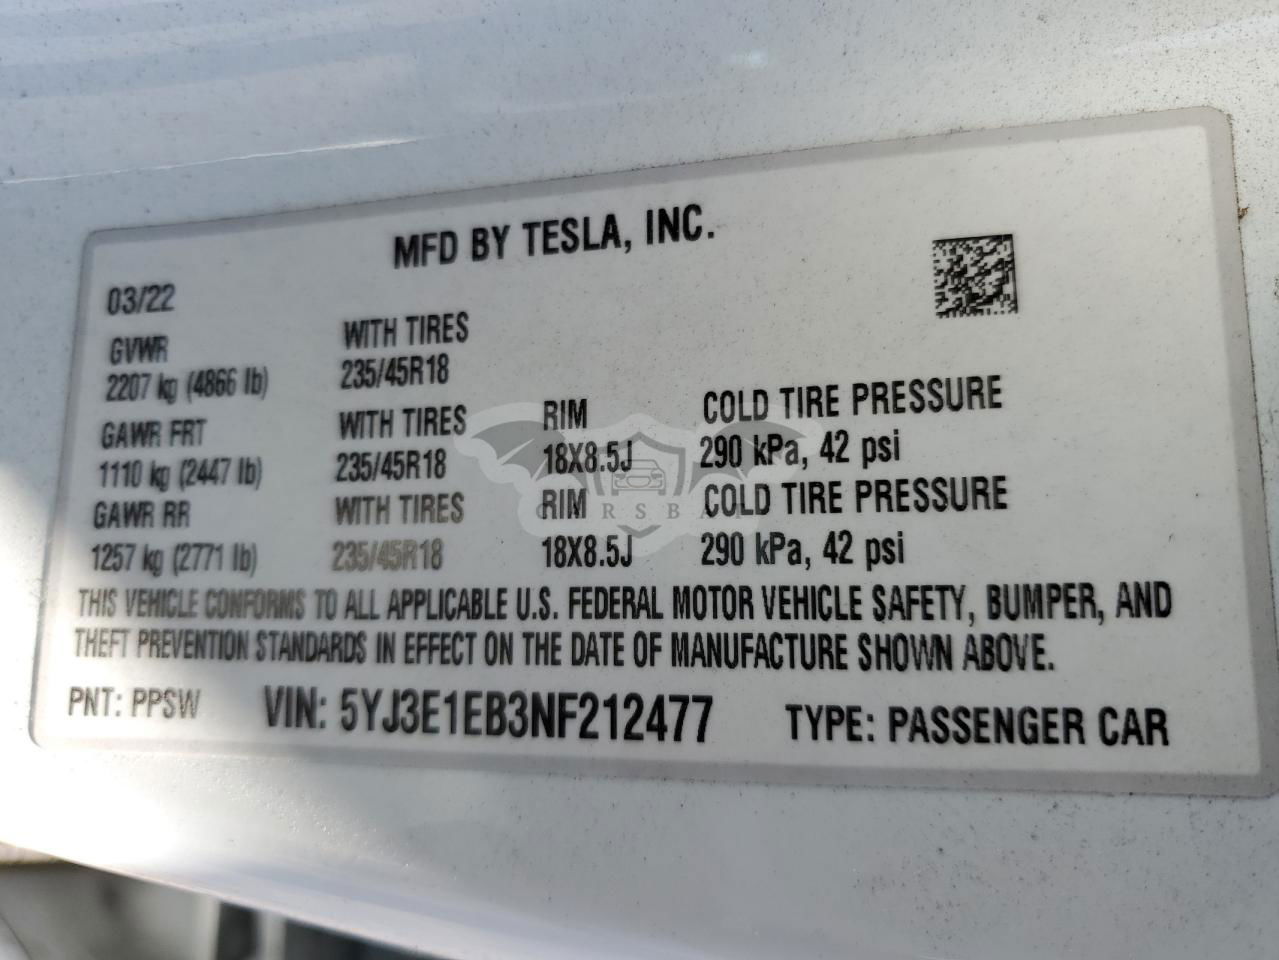 MFD BY TESLA, INC.
03/22
GVWR WITH TIRES
2207 kg (4866 lb) 235/45R18
GAWR FRT WITH TIRES RIM COLD TIRE PRESSURE
1110 kg (2447 lb) 235/45R18 18X8.5J 290 kPa, 42 psi
GAWR RR WITH TIRES RIM COLD TIRE PRESSURE
1257 kg (2771 lb) 235/45R18 18X8.5J 290 kPa, 42 psi
THIS VEHICLE CONFORMS TO ALL APPLICABLE U.S. FEDERAL MOTOR VEHICLE SAFETY, BUMPER, AND
THEFT PREVENTION STANDARDS IN EFFECT ON THE DATE OF MANUFACTURE SHOWN ABOVE.
PNT: PPSW VIN: 5YJ3E1EB3NF212477 TYPE: PASSENGER CAR